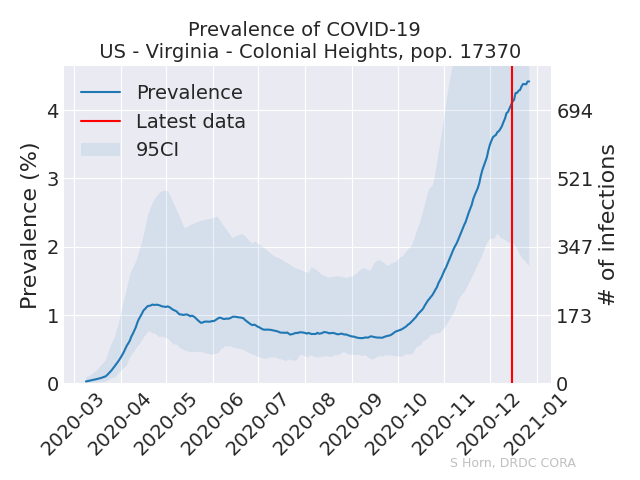 Prevalence of COVID-19
US - Virginia - Colonial Heights, pop. 17370
Prevalence
Latest data
95CI
Prevalence (%)
4
3
2
1
0
694
521
347
173
0
# of infections
2020-03
2020-04
2020-05
2020-06
2020-07
2020-08
2020-09
2020-10
2020-11
2020-12
2021-01
S Horn, DRDC CORA